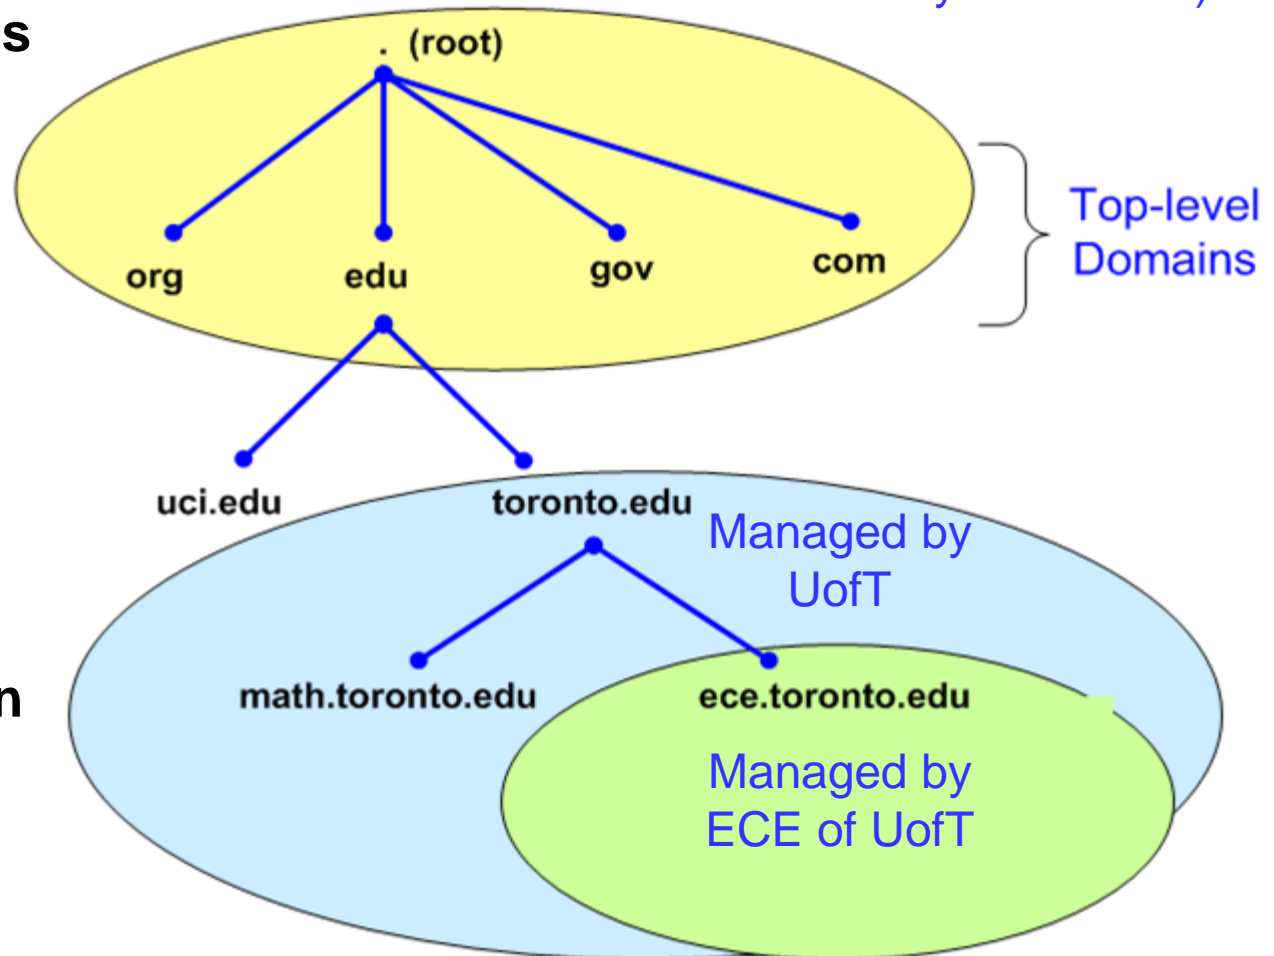 s
. (root)
Top-level
Domains
org
edu
gov
com
uci.edu
toronto.edu
Managed by
UofT
n
math.toronto.edu
ece.toronto.edu
Managed by
ECE of UofT